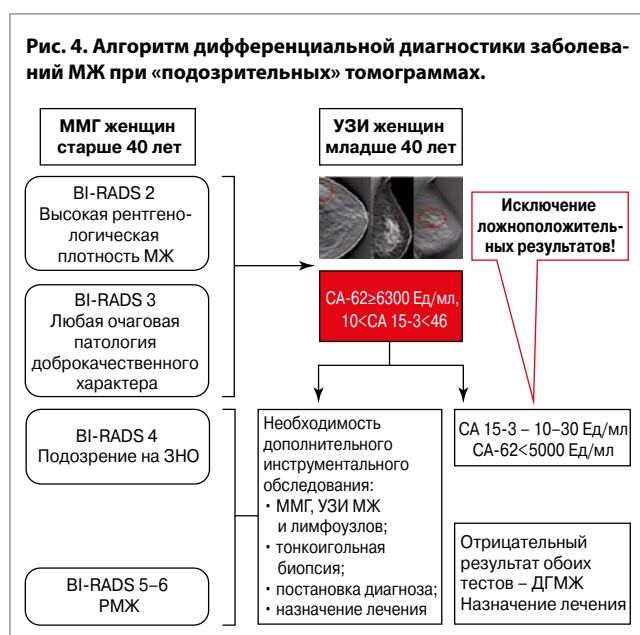 Рис. 4. Алгоритм дифференциальной диагностики заболева-
ний МЖ при «подозрительных» томограммах.
ММГ женщин
старше 40 лет
BI-RADS 2
Высокая рентгено-
логическая
плотность МЖ
BI-RADS 3
Любая очаговая
патология
доброкачественного
характера
BI-RADS 4
Подозрение на ЗНО
BI-RADS 5–6
РМЖ
УЗИ женщин
младше 40 лет
СА-62≥6300 Ед/мл,
10<СА 15-3<46
Исключение
ложноположитель-
ных результатов!
Необходимость
дополнительного
инструментального
обследования:
• ММГ, УЗИ МЖ
и лимфоузлов;
• тонкоигольная
биопсия;
• постановка диагноза;
• назначение лечения
СА 15-3 – 10–30 Ед/мл
СА-62<5000 Ед/мл
Отрицательный
результат обоих
тестов – ДГМЖ
Назначение лечения